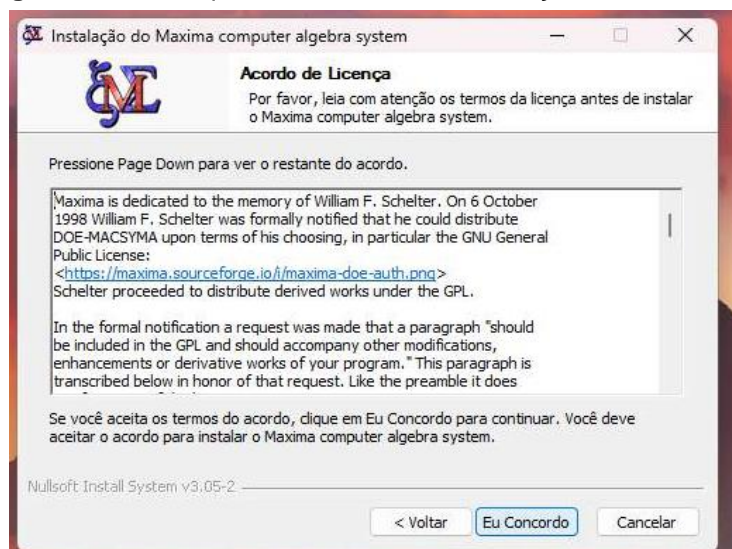 Instalação do Maxima computer algebra system
Acordo de Licença
Por favor, leia com atenção os termos da licença antes de instalar
o Maxima computer algebra system.
Pressione Page Down para ver o restante do acordo.
Maxima is dedicated to the memory of William F. Schelter. On 6 October
1998 William F. Schelter was formally notified that he could distribute
DOE-MACSYMA upon terms of his choosing, in particular the GNU General
Public License:
<https://maxima.sourceforge.io/i/maxima-doe-auth.png>
Schelter proceeded to distribute derived works under the GPL.
In the formal notification a request was made that a paragraph "should
be included in the GPL and should accompany other modifications,
enhancements or derivative works of your program." This paragraph is
transcribed below in honor of that request. Like the preamble it does
Se você aceita os termos do acordo, clique em Eu Concordo para continuar. Você deve
aceitar o acordo para instalar o Maxima computer algebra system.
Nullsoft Install System v3.05-2
< Voltar
Eu Concordo
Cancelar